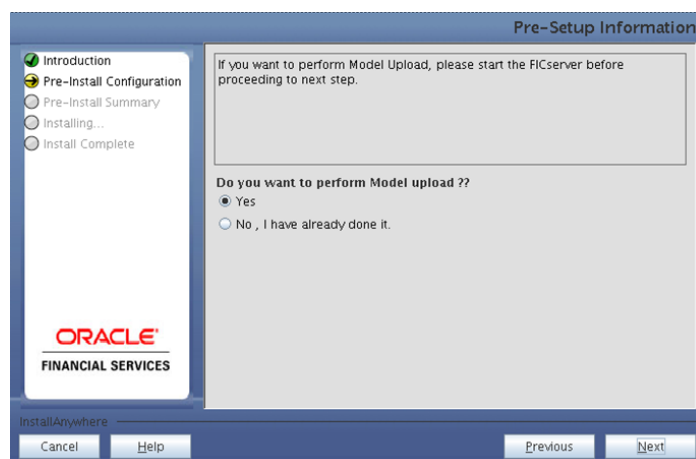 Pre-Setup Information
Introduction
Pre-Install Configuration
Pre-Install Summary
Installing...
Install Complete
If you want to perform Model Upload, please start the FICserver before
proceeding to next step.
Do you want to perform Model upload ??
Yes
No , I have already done it.
ORACLE®
FINANCIAL SERVICES
InstallAnywhere
Cancel
Help
Previous
Next